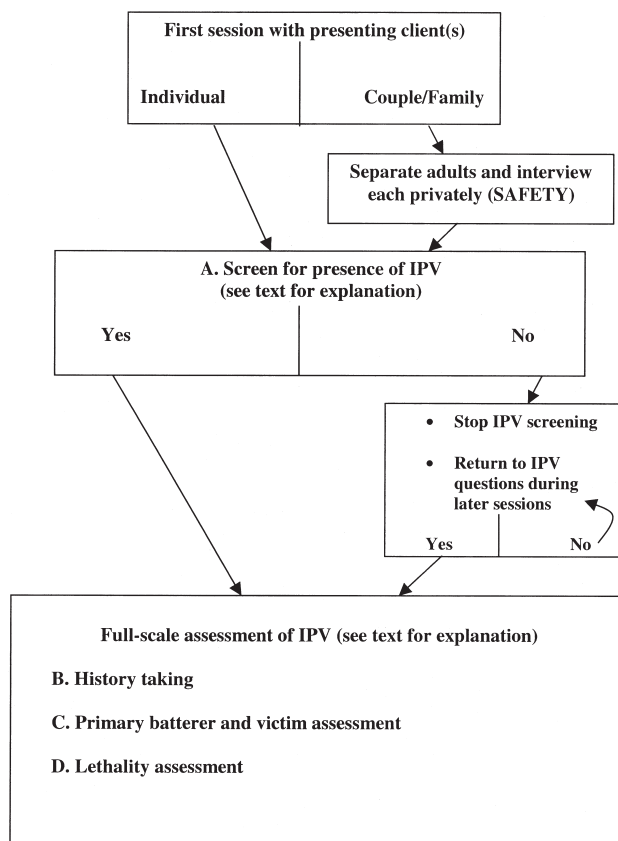 First session with presenting client(s)
Individual
Couple/Family
Separate adults and interview
each privately (SAFETY)
A. Screen for presence of IPV
(see text for explanation)
Yes
No
• Stop IPV screening
• Return to IPV
questions during
later sessions
Yes
No
Full-scale assessment of IPV (see text for explanation)
B. History taking
C. Primary batterer and victim assessment
D. Lethality assessment